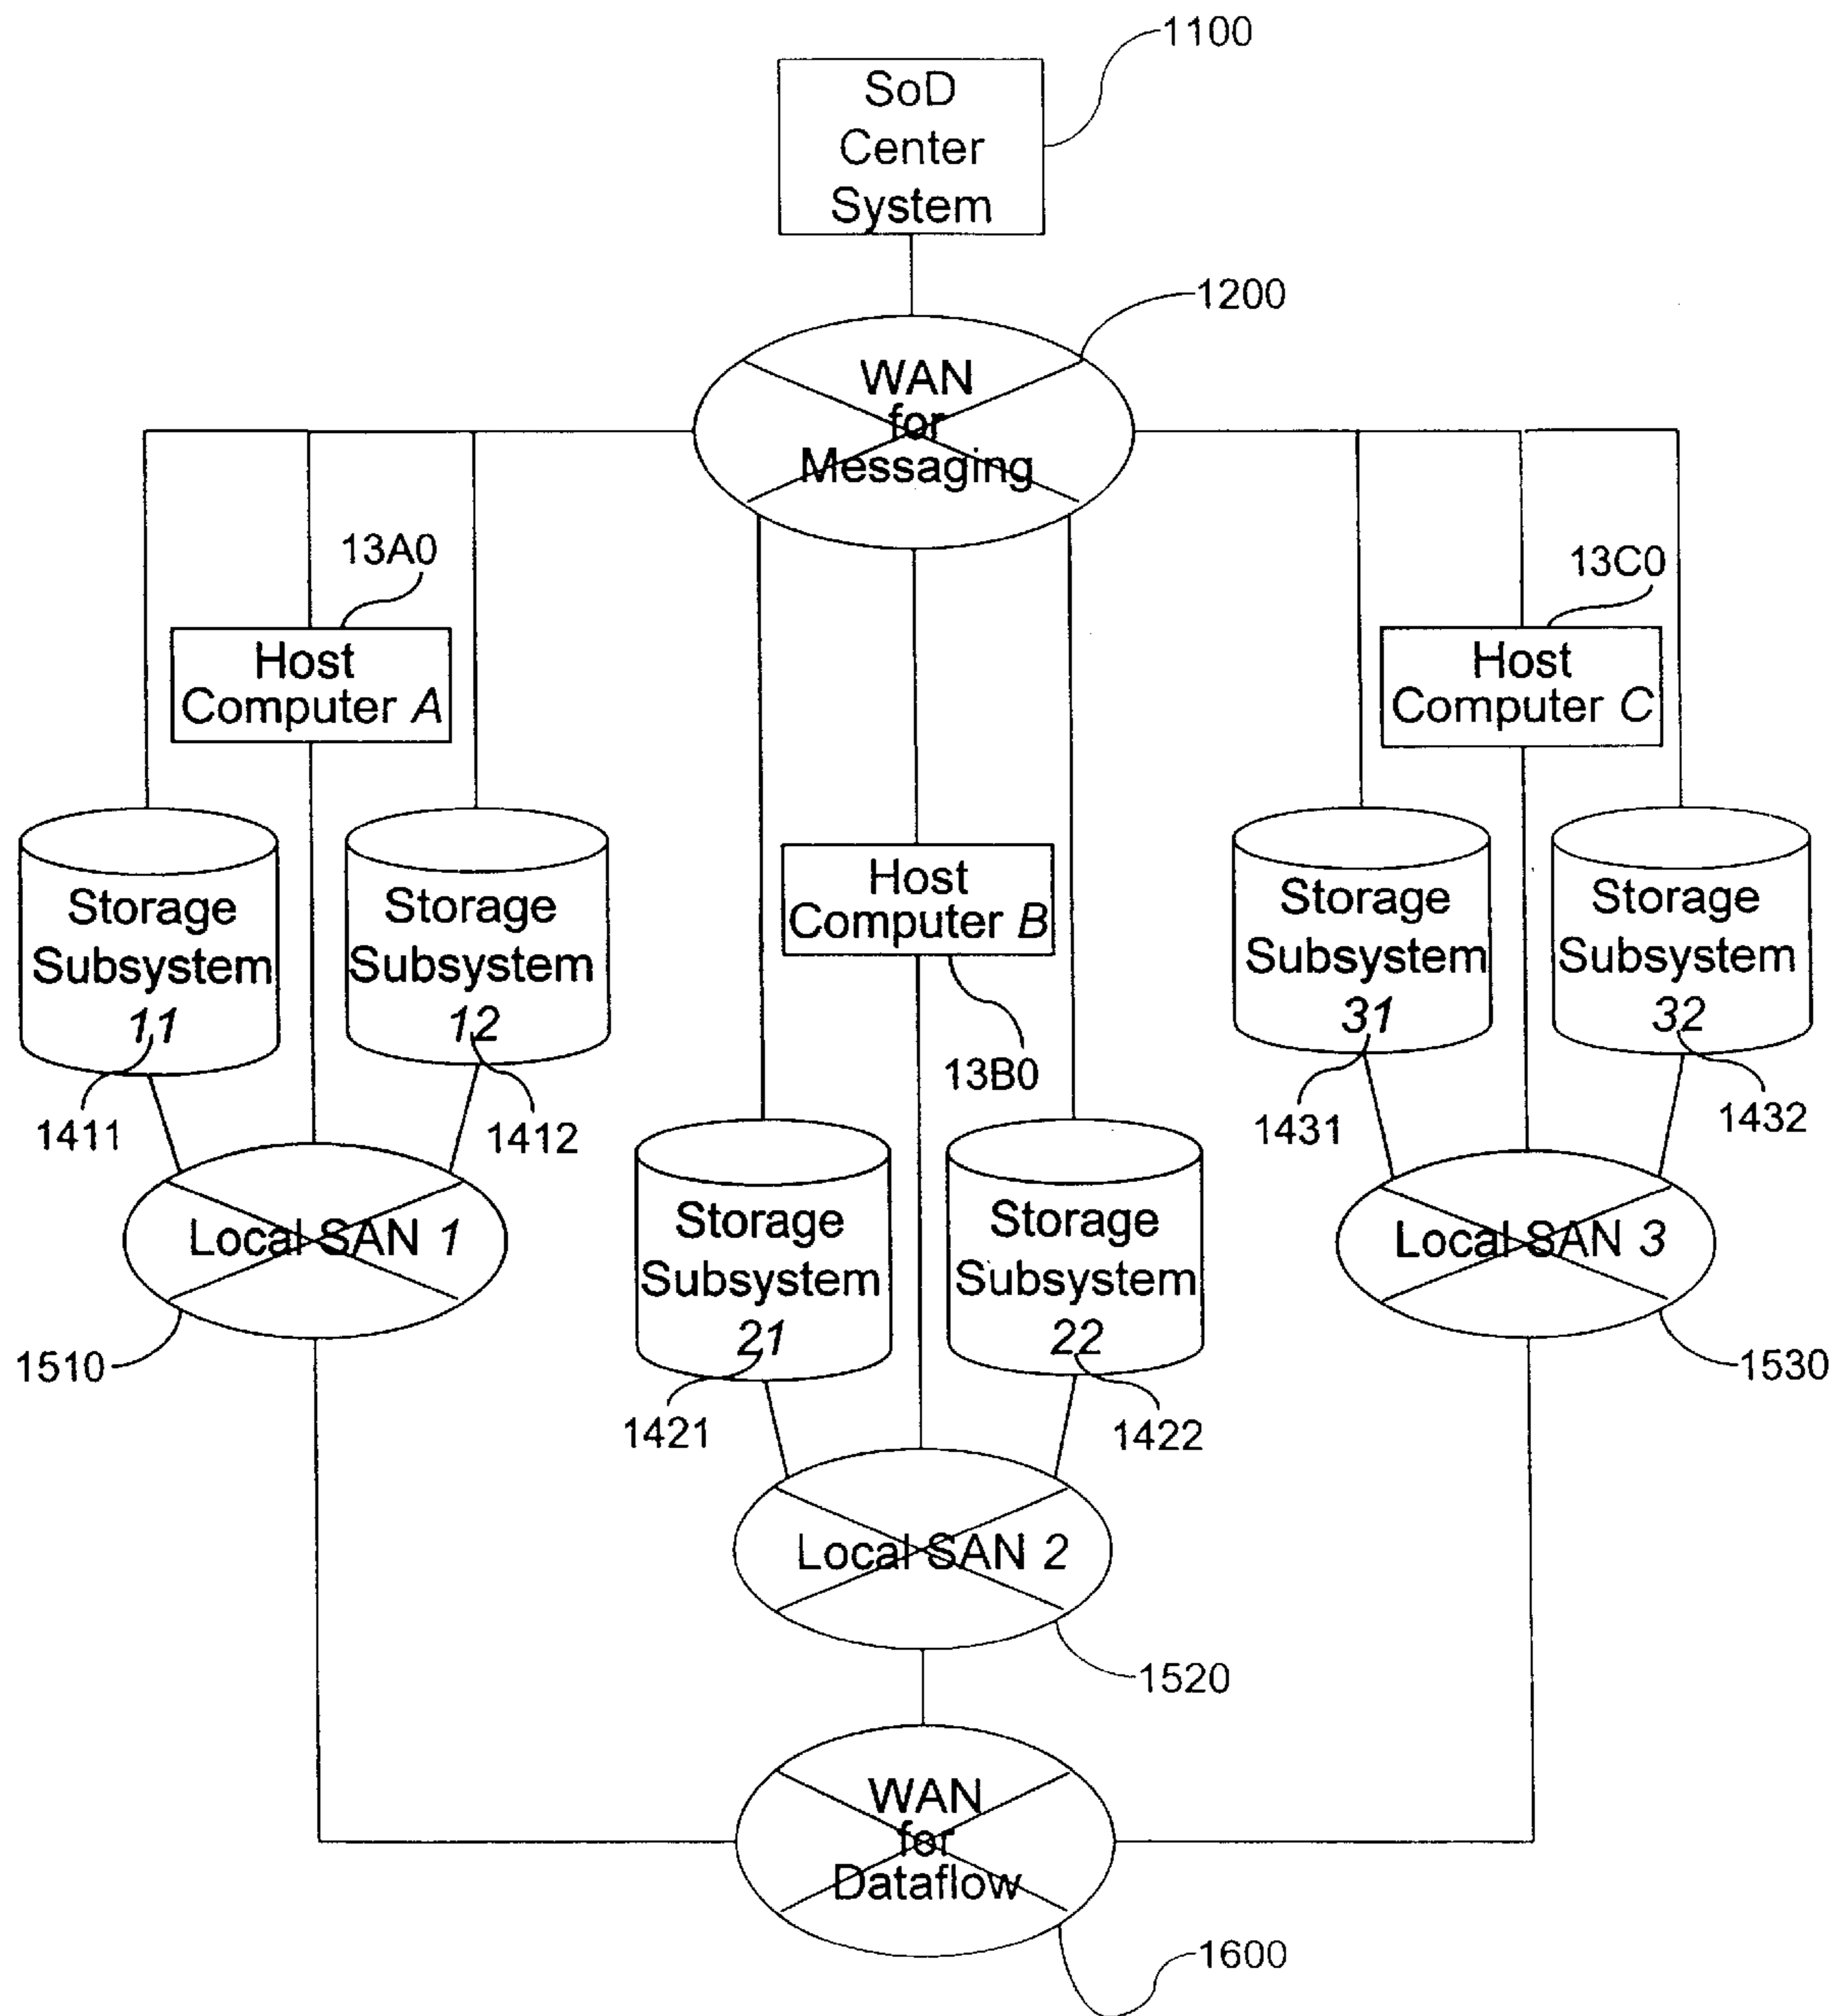 1100
SoD
Center
System
1200
WAN
for
Messaging
13A0
13C0
Host
Computer A
Host
Computer C
Storage
Subsystem
11
Storage
Subsystem
12
Host
Computer B
Storage
Subsystem
31
Storage
Subsystem
32
13B0
1411
1412
1431
1432
Local SAN 1
Storage
Subsystem
21
Storage
Subsystem
22
Local SAN 3
1510
1530
1421
1422
Local SAN 2
1520
WAN
for
Dataflow
1600